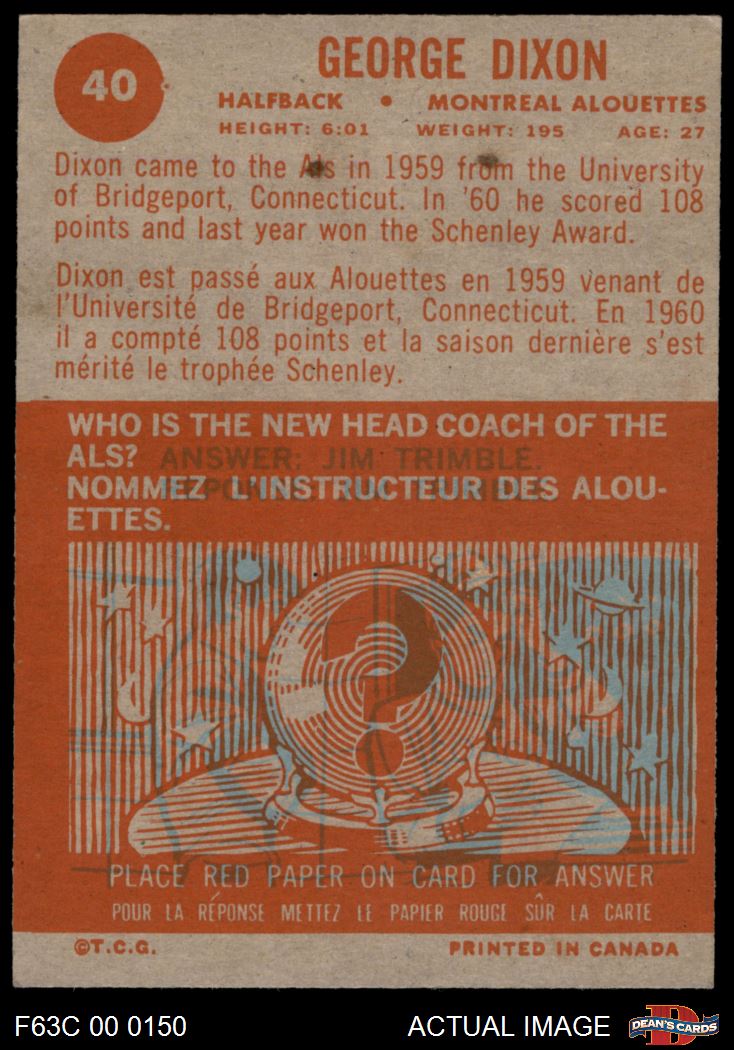 40
GEORGE DIXON
HALFBACK • MONTREAL ALOUETTES
HEIGHT: 6:01 WEIGHT: 195 AGE: 27
Dixon came to the Als in 1959 from the University
of Bridgeport, Connecticut. In '60 he scored 108
points and last year won the Schenley Award.
Dixon est passé aux Alouettes en 1959 venant de
l'Université de Bridgeport, Connecticut. En 1960
il a compté 108 points et la saison dernière s'est
mérité le trophée Schenley.
WHO IS THE NEW HEAD COACH OF THE
ALS?
ANSWER: JIM TRIMBLE.
NOMMEZ L'INSTRUCTEUR DES ALOU-
ETTES.
?
PLACE RED PAPER ON CARD FOR ANSWER
POUR LA RÉPONSE METTEZ LE PAPIER ROUGE SÛR LA CARTE
©T.C.G.
PRINTED IN CANADA
F63C 00 0150
ACTUAL IMAGE
D
DEAN'S CARDS